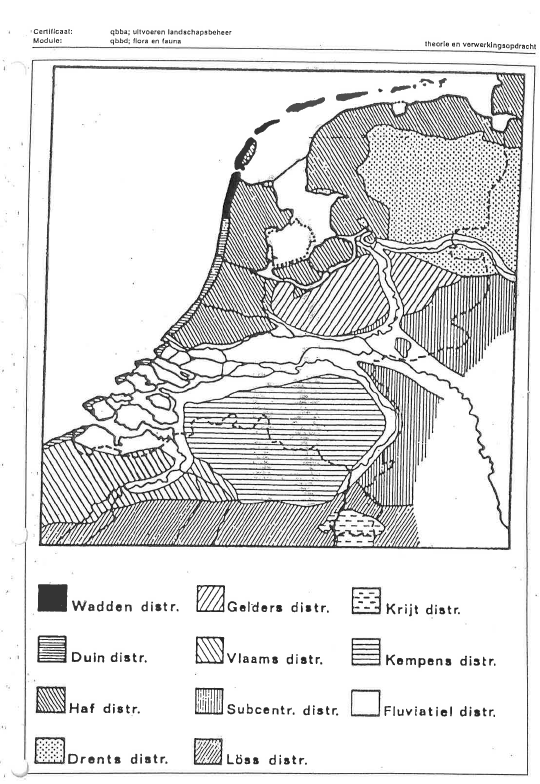 Certificaat: qbba; uitvoeren landschapsbeheer
Module: qbbd; flora en fauna
theorie en verwerkingsopdracht
Wadden distr.
Gelders distr.
Krijt distr.
Duin distr.
Vlaams distr.
Kempens distr.
Haf distr.
Subcentr. distr.
Fluviatiel distr.
Drents distr.
Löss distr.